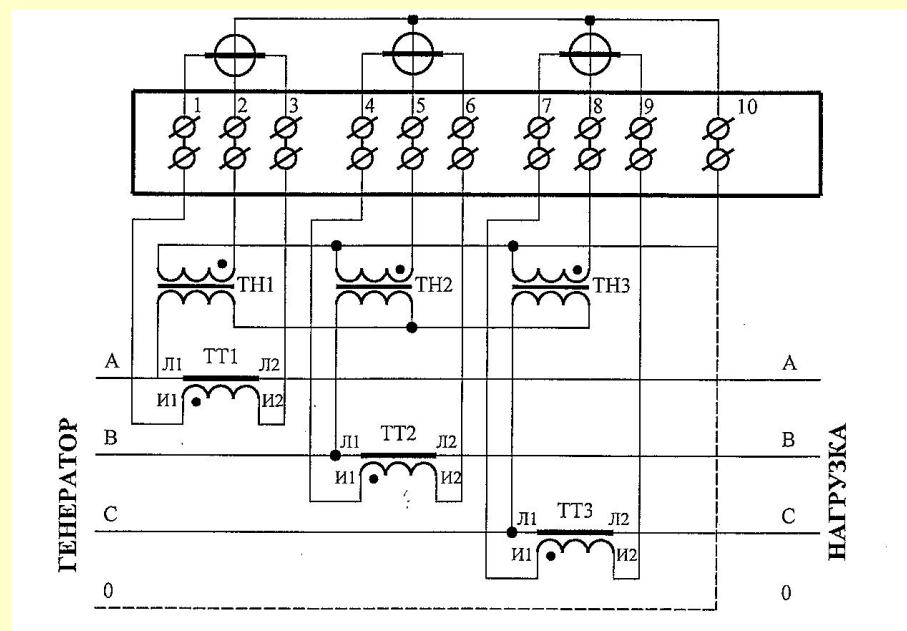 1 2 3 4 5 6 7 8 9 10
ТН1 ТН2 ТН3
А Л1 ТТ1 Л2 А
И1 И2
В Л1 ТТ2 Л2 В
И1 И2
С Л1 ТТ3 Л2 С
И1 И2
0 0
ГЕНЕРАТОР
НАГРУЗКА